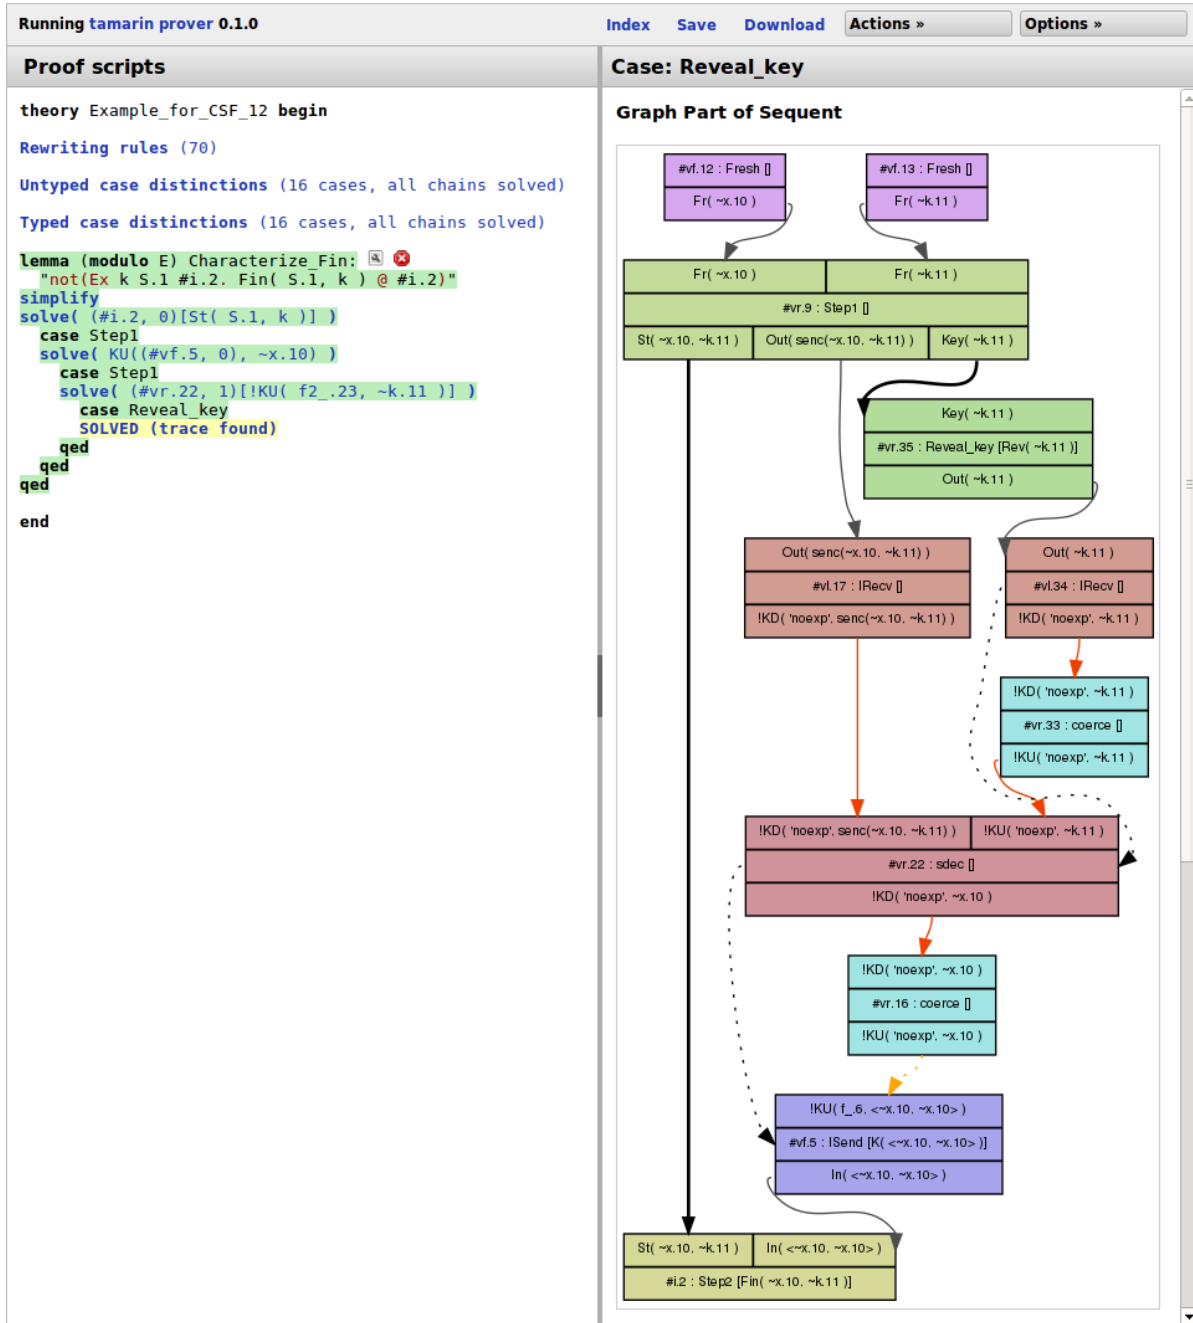 Running tamarin prover 0.1.0
Index Save Download Actions » Options »
Proof scripts
theory Example_for_CSF_12 begin
Rewriting rules (70)
Untyped case distinctions (16 cases, all chains solved)
Typed case distinctions (16 cases, all chains solved)
lemma (modulo E) Characterize_Fin:
"not(Ex k S.1 #i.2. Fin( S.1, k ) @ #i.2)"
simplify
solve( (#i.2, 0)[St( S.1, k )] )
case Step1
solve( KU((#vf.5, 0), ~x.10) )
case Step1
solve( (#vr.22, 1)[!KU( f2_.23, ~k.11 )] )
case Reveal_key
SOLVED (trace found)
qed
qed
qed
end
Case: Reveal_key
Graph Part of Sequent
#vf.12 : Fresh [] #vf.13 : Fresh []
Fr( ~x.10 ) Fr( ~k.11 )
Fr( ~x.10 ) Fr( ~k.11 )
#vr.9 : Step1 []
St( ~x.10, ~k.11 ) Out( senc(~x.10, ~k.11) ) Key( ~k.11 )
Key( ~k.11 )
#vr.35 : Reveal_key [Rev( ~k.11 )]
Out( ~k.11 )
Out( senc(~x.10, ~k.11) ) Out( ~k.11 )
#vl.17 : IRecv [] #vl.34 : IRecv []
!KD( 'noexp', senc(~x.10, ~k.11) ) !KD( 'noexp', ~k.11 )
!KD( 'noexp', ~k.11 )
#vr.33 : coerce []
!KU( 'noexp', ~k.11 )
!KD( 'noexp', senc(~x.10, ~k.11) ) !KU( 'noexp', ~k.11 )
#vr.22 : sdec []
!KD( 'noexp', ~x.10 )
!KD( 'noexp', ~x.10 )
#vr.16 : coerce []
!KU( 'noexp', ~x.10 )
!KU( f_.6, <~x.10, ~x.10> )
#vf.5 : ISend [K( <~x.10, ~x.10> )]
In( <~x.10, ~x.10> )
St( ~x.10, ~k.11 ) In( <~x.10, ~x.10> )
#i.2 : Step2 [Fin( ~x.10, ~k.11 )]